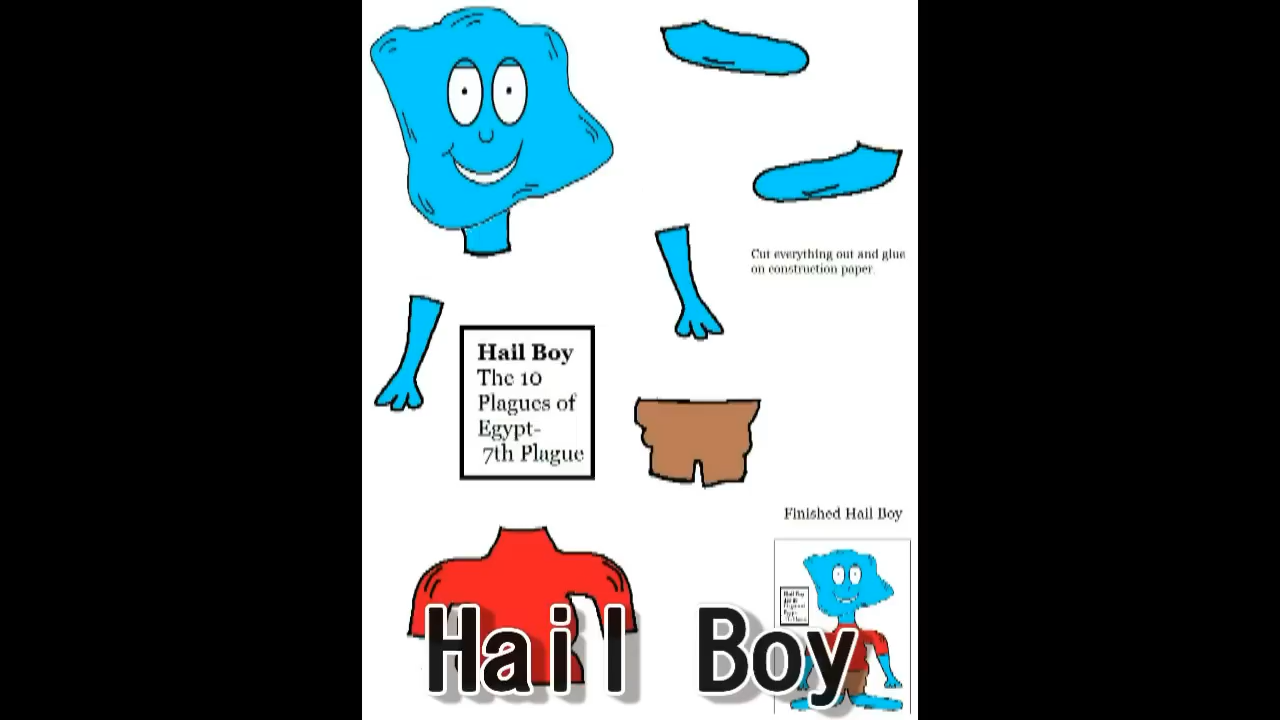 Cut everything out and glue
on construction paper.
Hail Boy
The 10
Plagues of
Egypt-
7th Plague
Finished Hail Boy
Hail Boy